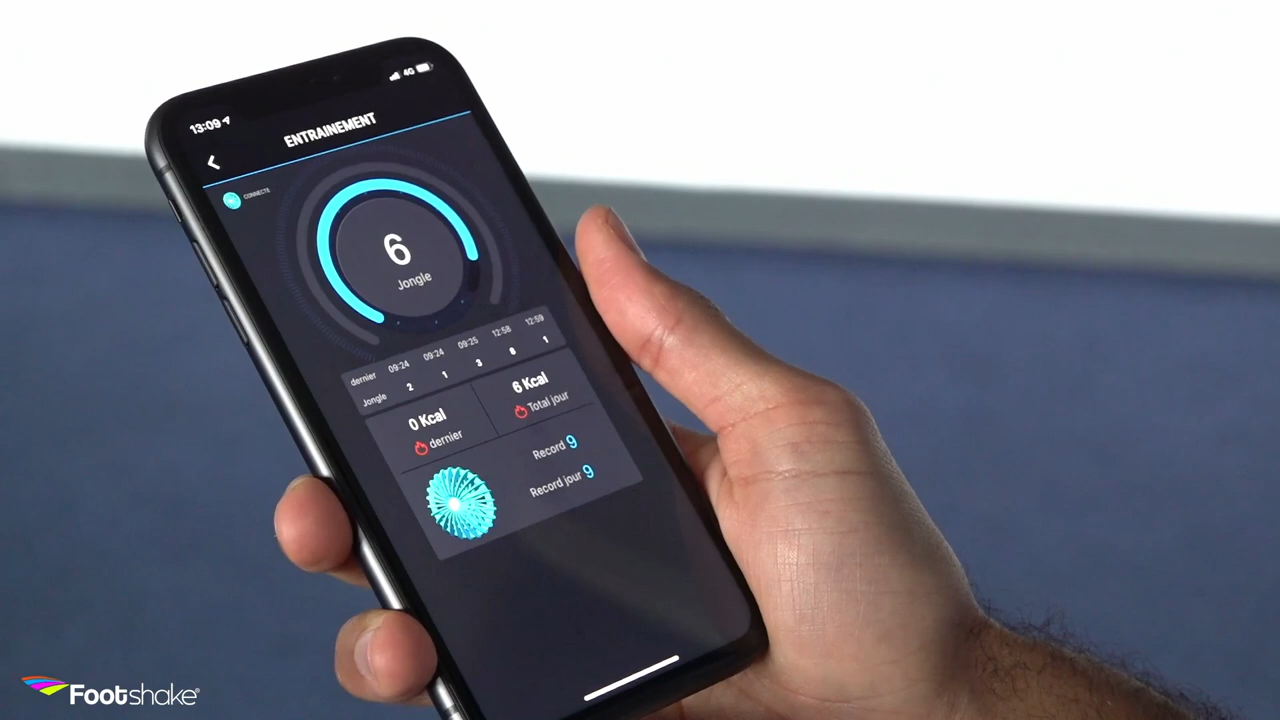 13:09 4G
ENTRAINEMENT
CONNECTE
6
Jongle
dernier 09:24 09:24 09:25 12:58 12:59
Jongle 2 1 3 6 1
0 Kcal
dernier
6 Kcal
Total jour
Record 9
Record jour 9
Footshake®